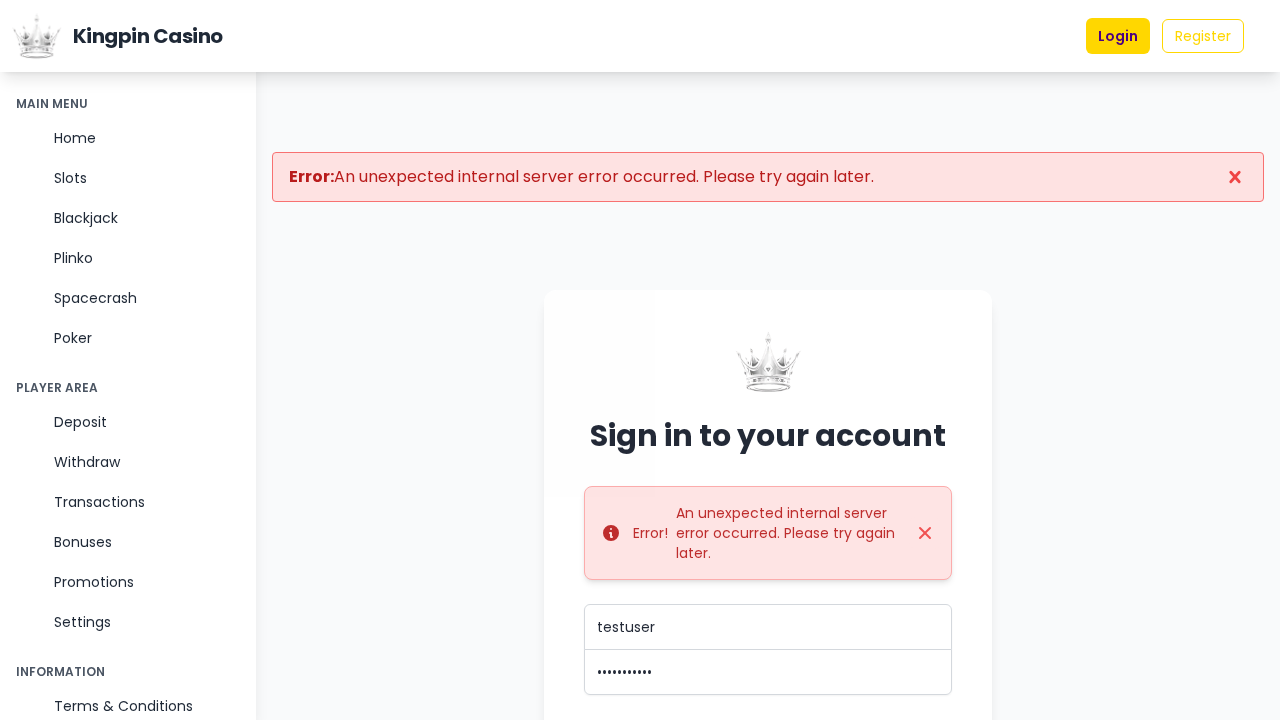 Kingpin Casino
Login
Register
MAIN MENU
Home
Slots
Blackjack
Plinko
Spacecrash
Poker
PLAYER AREA
Deposit
Withdraw
Transactions
Bonuses
Promotions
Settings
INFORMATION
Terms & Conditions
Error:An unexpected internal server error occurred. Please try again later.
Sign in to your account
Error!
An unexpected internal server
error occurred. Please try again
later.
testuser
•••••••••••